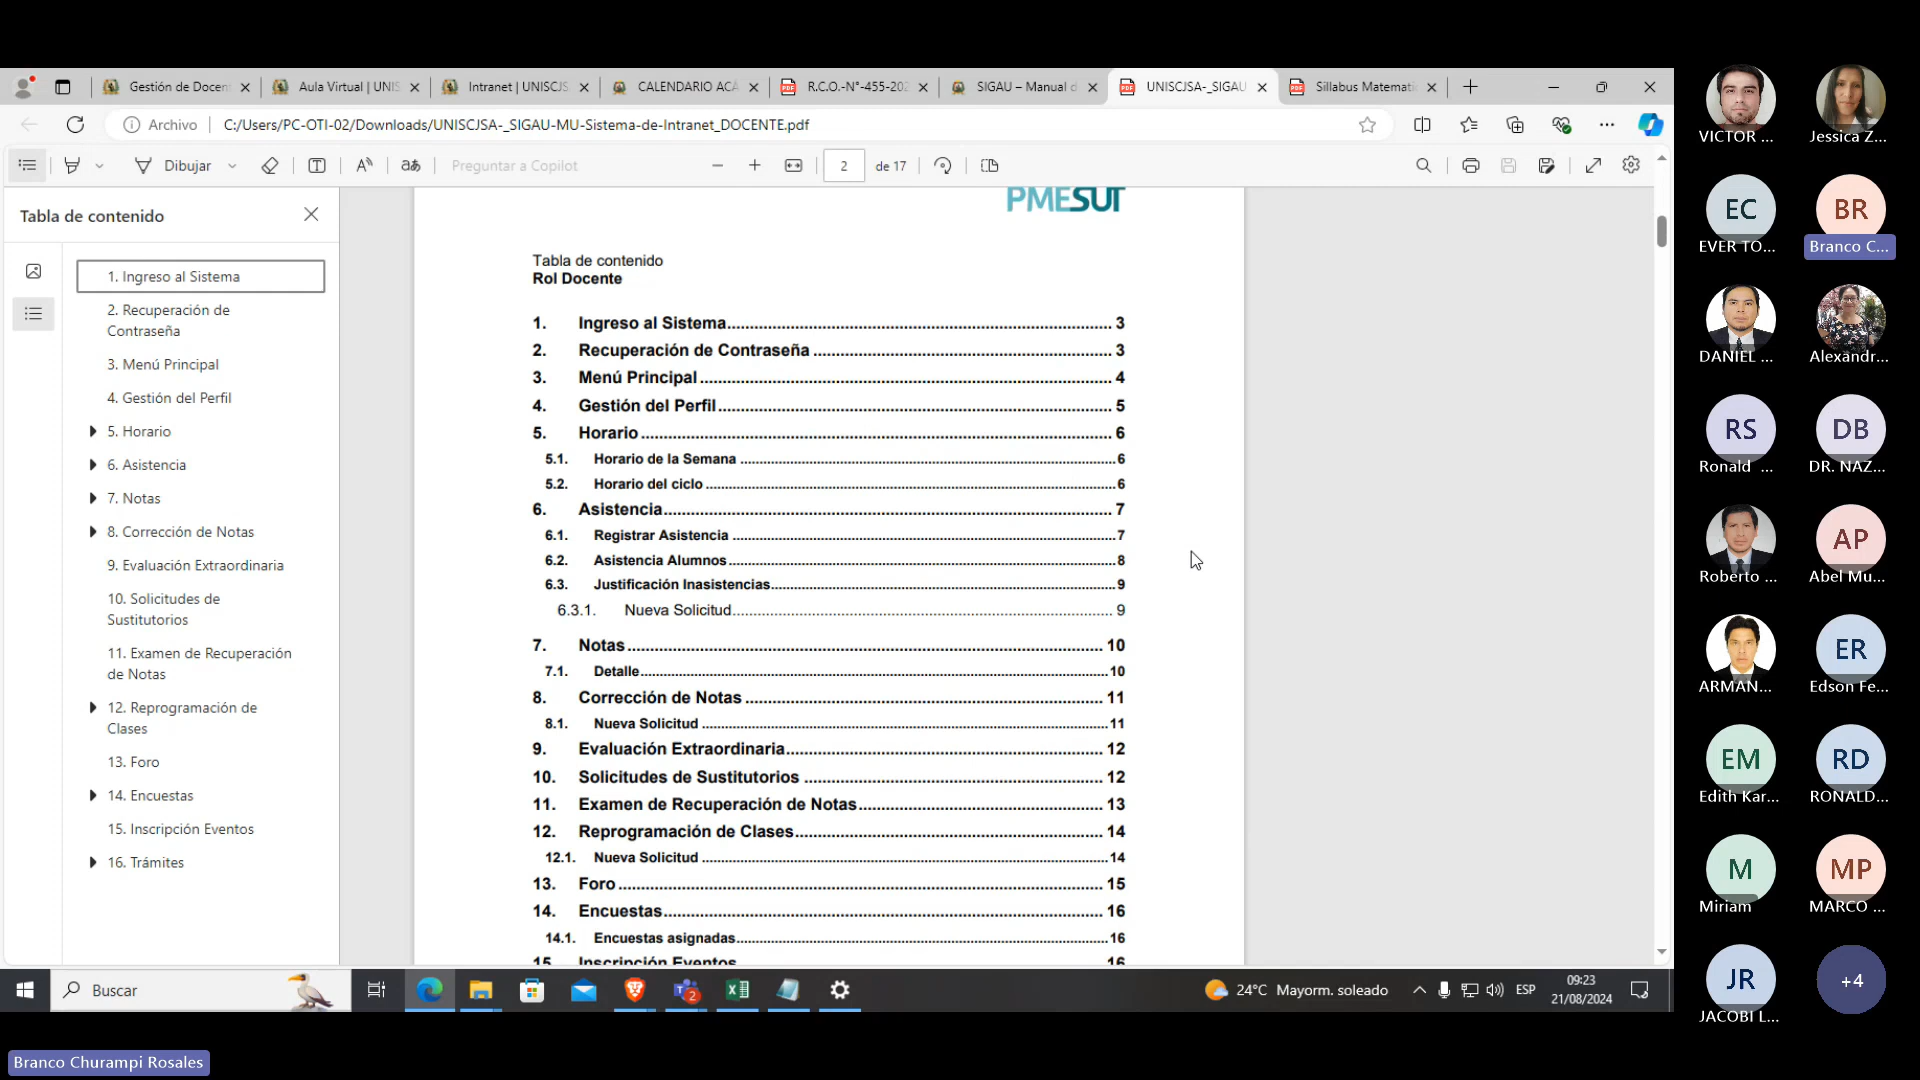 Gestión de Docen
Aula Virtual | UNIS
Intranet | UNISCJS
CALENDARIO ACA
R.C.O.-N°-455-202
SIGAU – Manual d
UNISCJSA-_SIGAU
Sillabus Matemati
Archivo
C:/Users/PC-OTI-02/Downloads/UNISCJSA-_SIGAU-MU-Sistema-de-Intranet_DOCENTE.pdf
Dibujar
Preguntar a Copilot
2 de 17
Tabla de contenido
1. Ingreso al Sistema
2. Recuperación de
Contraseña
3. Menú Principal
4. Gestión del Perfil
5. Horario
6. Asistencia
7. Notas
8. Corrección de Notas
9. Evaluación Extraordinaria
10. Solicitudes de
Sustitutorios
11. Examen de Recuperación
de Notas
12. Reprogramación de
Clases
13. Foro
14. Encuestas
15. Inscripción Eventos
16. Trámites
PMESUT
Tabla de contenido
Rol Docente
1. Ingreso al Sistema 3
2. Recuperación de Contraseña 3
3. Menú Principal 4
4. Gestión del Perfil 5
5. Horario 6
5.1. Horario de la Semana 6
5.2. Horario del ciclo 6
6. Asistencia 7
6.1. Registrar Asistencia 7
6.2. Asistencia Alumnos 8
6.3. Justificación Inasistencias 9
6.3.1. Nueva Solicitud 9
7. Notas 10
7.1. Detalle 10
8. Corrección de Notas 11
8.1. Nueva Solicitud 11
9. Evaluación Extraordinaria 12
10. Solicitudes de Sustitutorios 12
11. Examen de Recuperación de Notas 13
12. Reprogramación de Clases 14
12.1. Nueva Solicitud 14
13. Foro 15
14. Encuestas 16
14.1. Encuestas asignadas 16
15. Inscripción Eventos 16
Buscar
2
24°C Mayorm. soleado
ESP
09:23
21/08/2024
VICTOR ...
Jessica Z...
EC
EVER TO...
BR
Branco C...
DANIEL ...
Alexandr...
RS
Ronald ...
DB
DR. NAZ...
Roberto ...
AP
Abel Mu...
ARMAN...
ER
Edson Fe...
EM
Edith Kar...
RD
RONALD...
M
Miriam
MP
MARCO ...
JR
JACOBI L...
+4
Branco Churampi Rosales